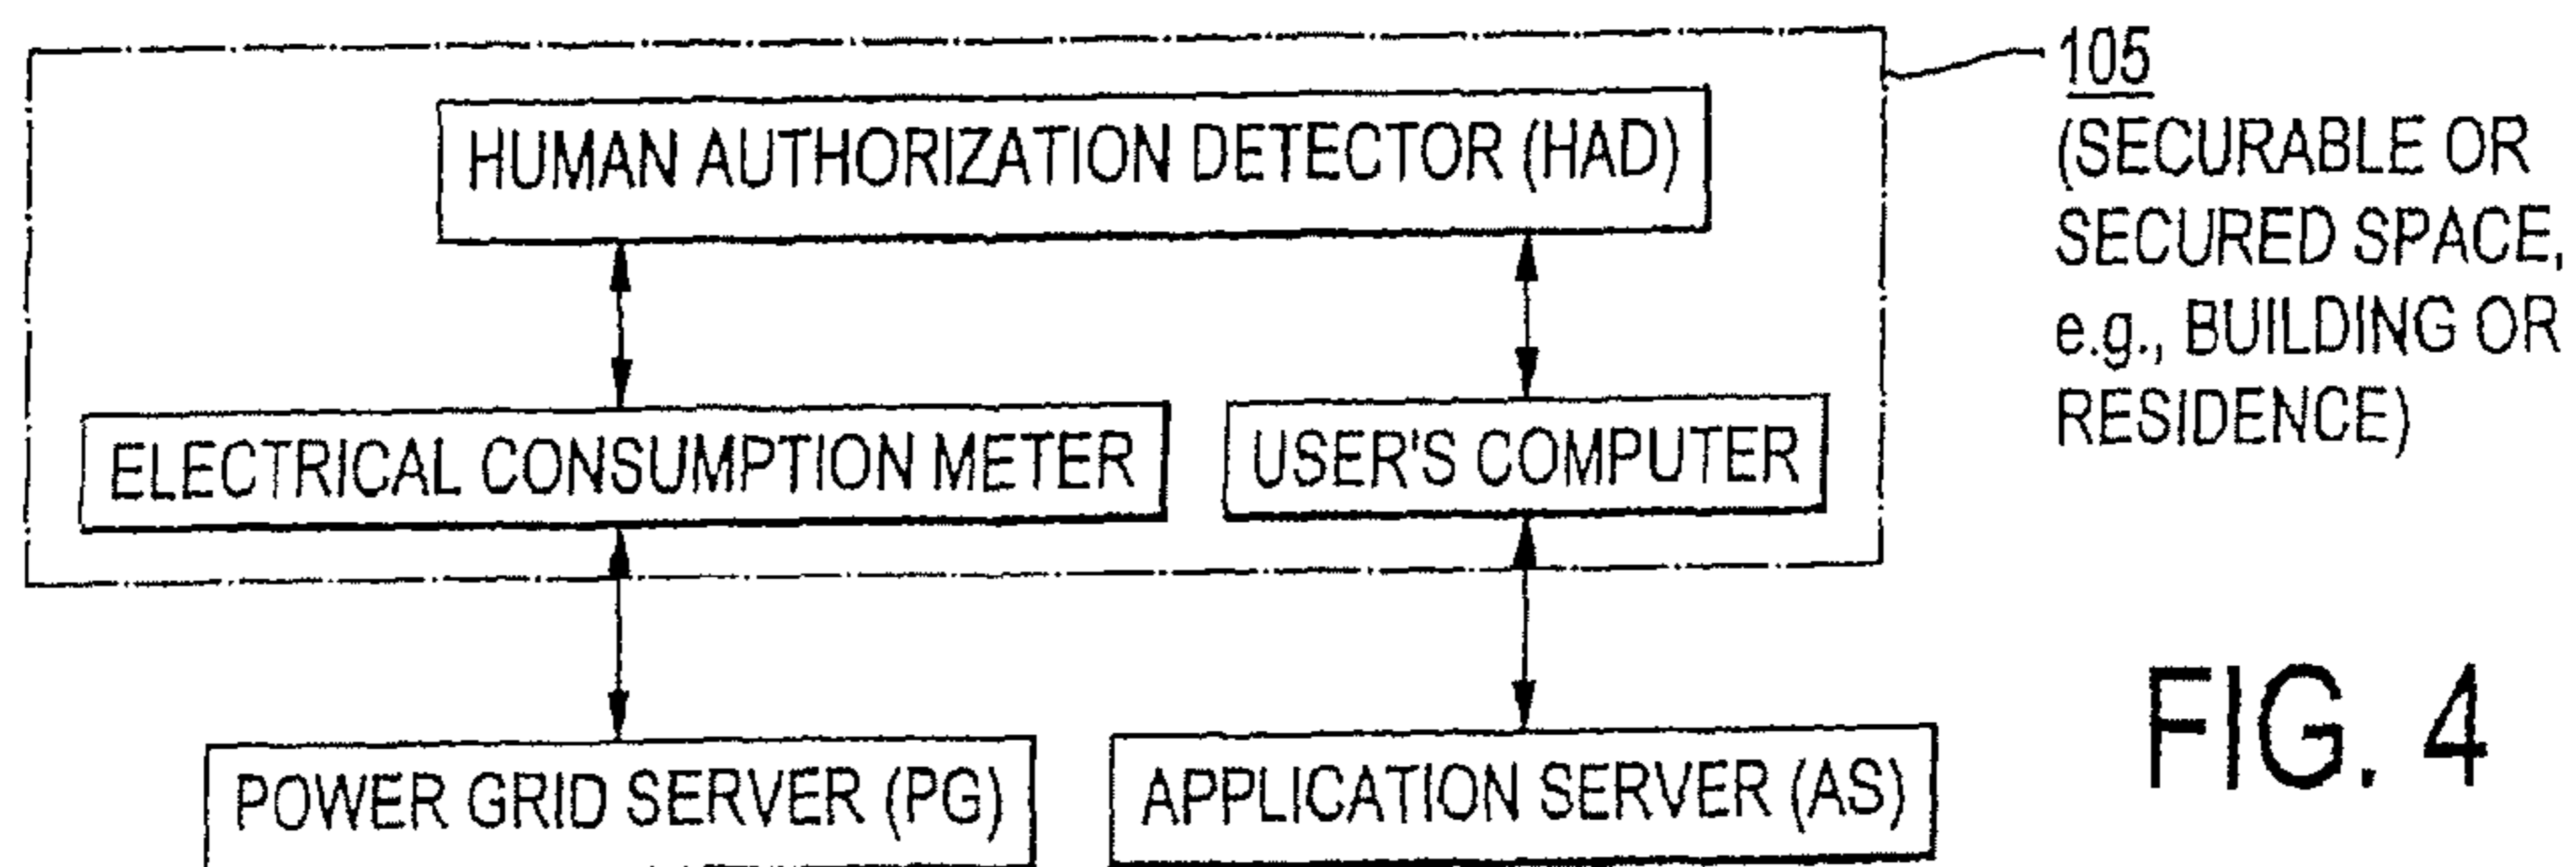 105
(SECURABLE OR
SECURED SPACE,
e.g., BUILDING OR
RESIDENCE)
HUMAN AUTHORIZATION DETECTOR (HAD)
ELECTRICAL CONSUMPTION METER
USER'S COMPUTER
POWER GRID SERVER (PG)
APPLICATION SERVER (AS)
FIG. 4